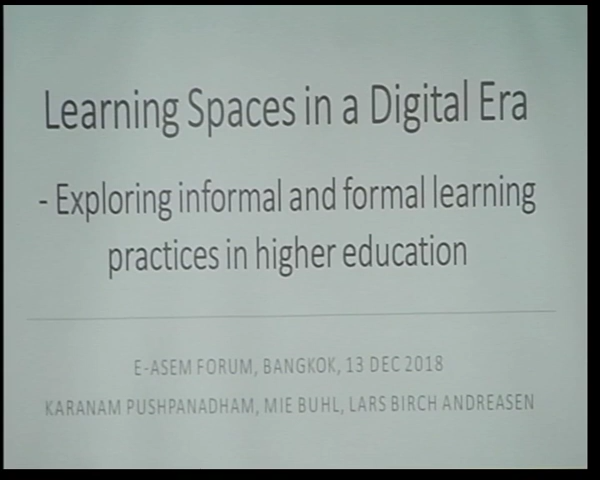 Learning Spaces in a Digital Era
- Exploring informal and formal learning
practices in higher education
E-ASEM FORUM, BANGKOK, 13 DEC 2018
KARANAM PUSHPANADHAM, MIE BUHL, LARS BIRCH ANDREASEN